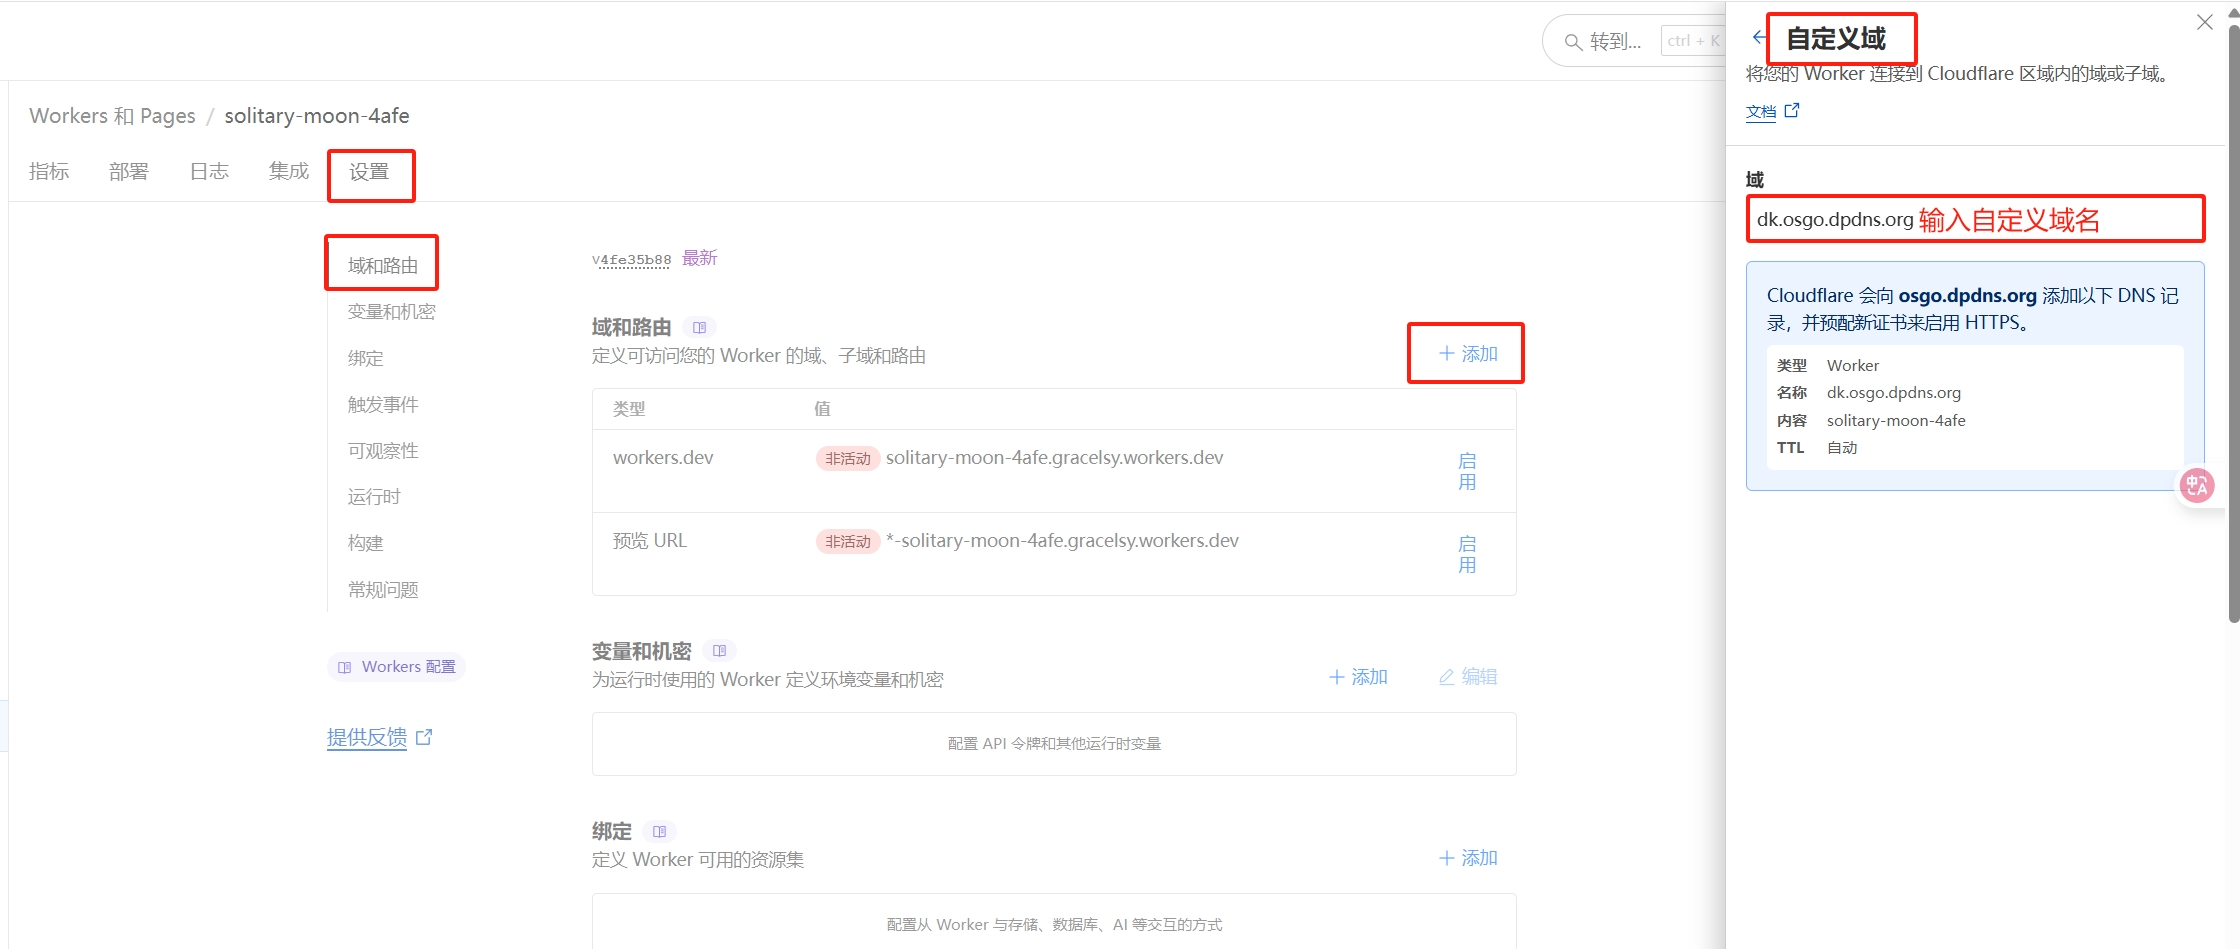 转到... ctrl + K
Workers 和 Pages / solitary-moon-4afe
指标 部署 日志 集成 设置
域和路由
变量和机密
绑定
触发事件
可观察性
运行时
构建
常规问题
Workers 配置
提供反馈
v4fe35b88 最新
域和路由
定义可访问您的 Worker 的域、子域和路由
+ 添加
类型 值
workers.dev 非活动 solitary-moon-4afe.gracelsy.workers.dev 启用
预览 URL 非活动 *-solitary-moon-4afe.gracelsy.workers.dev 启用
变量和机密
为运行时使用的 Worker 定义环境变量和机密
+ 添加 编辑
配置 API 令牌和其他运行时变量
绑定
定义 Worker 可用的资源集
+ 添加
配置从 Worker 与存储、数据库、AI 等交互的方式
自定义域
将您的 Worker 连接到 Cloudflare 区域内的域或子域。
文档
域
dk.osgo.dpdns.org 输入自定义域名
Cloudflare 会向 osgo.dpdns.org 添加以下 DNS 记
录，并预配新证书来启用 HTTPS。
类型 Worker
名称 dk.osgo.dpdns.org
内容 solitary-moon-4afe
TTL 自动
中A